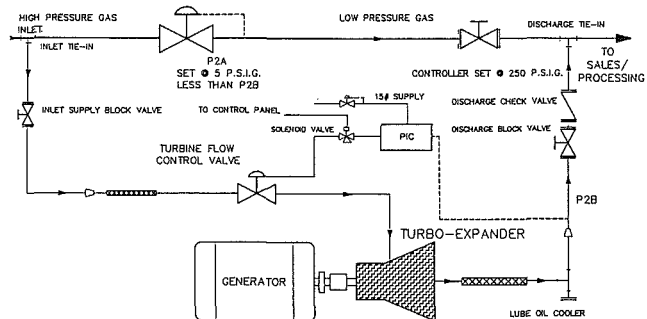 HIGH PRESSURE GAS
INLET
INLET TIE-IN
LOW PRESSURE GAS
DISCHARGE TIE-IN
TO
SALES/
PROCESSING
P2A
SET @ 5 P.S.I.G.
LESS THAN P2B
CONTROLLER SET @ 250 P.S.I.G.
INLET SUPPLY BLOCK VALVE
15# SUPPLY
TO CONTROL PANEL
SOLENOID VALVE
PIC
DISCHARGE CHECK VALVE
DISCHARGE BLOCK VALVE
TURBINE FLOW
CONTROL VALVE
P2B
TURBO-EXPANDER
GENERATOR
LUBE OIL COOLER